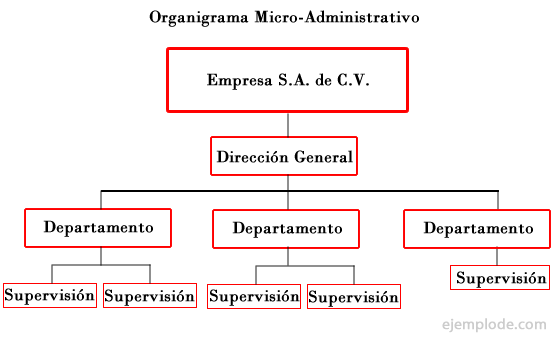 Organigrama Micro-Administrativo
Empresa S.A. de C.V.
Dirección General
Departamento
Departamento
Departamento
Supervisión
Supervisión
Supervisión
Supervisión
Supervisión
ejemplode.com